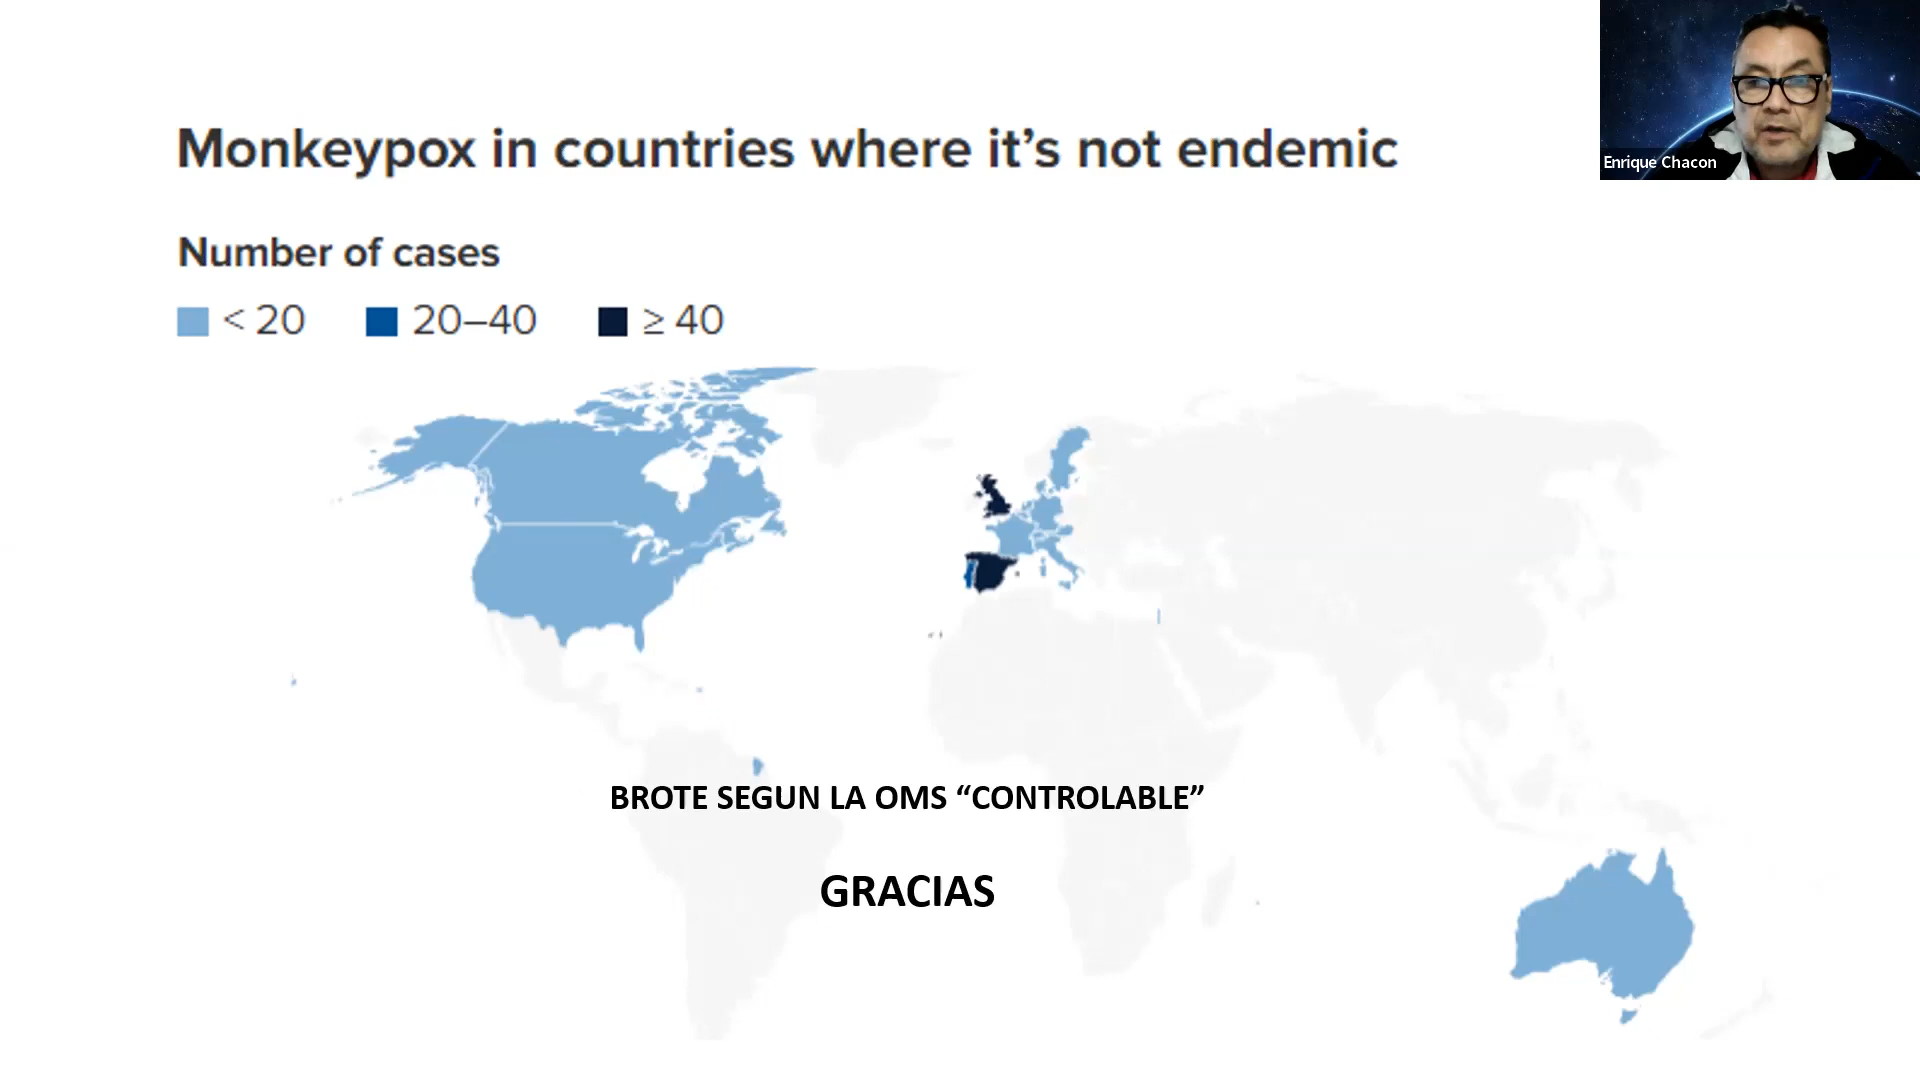 Monkeypox in countries where it’s not endemic
Enrique Chacon
Number of cases
< 20 20–40 ≥ 40
BROTE SEGUN LA OMS “CONTROLABLE”
GRACIAS